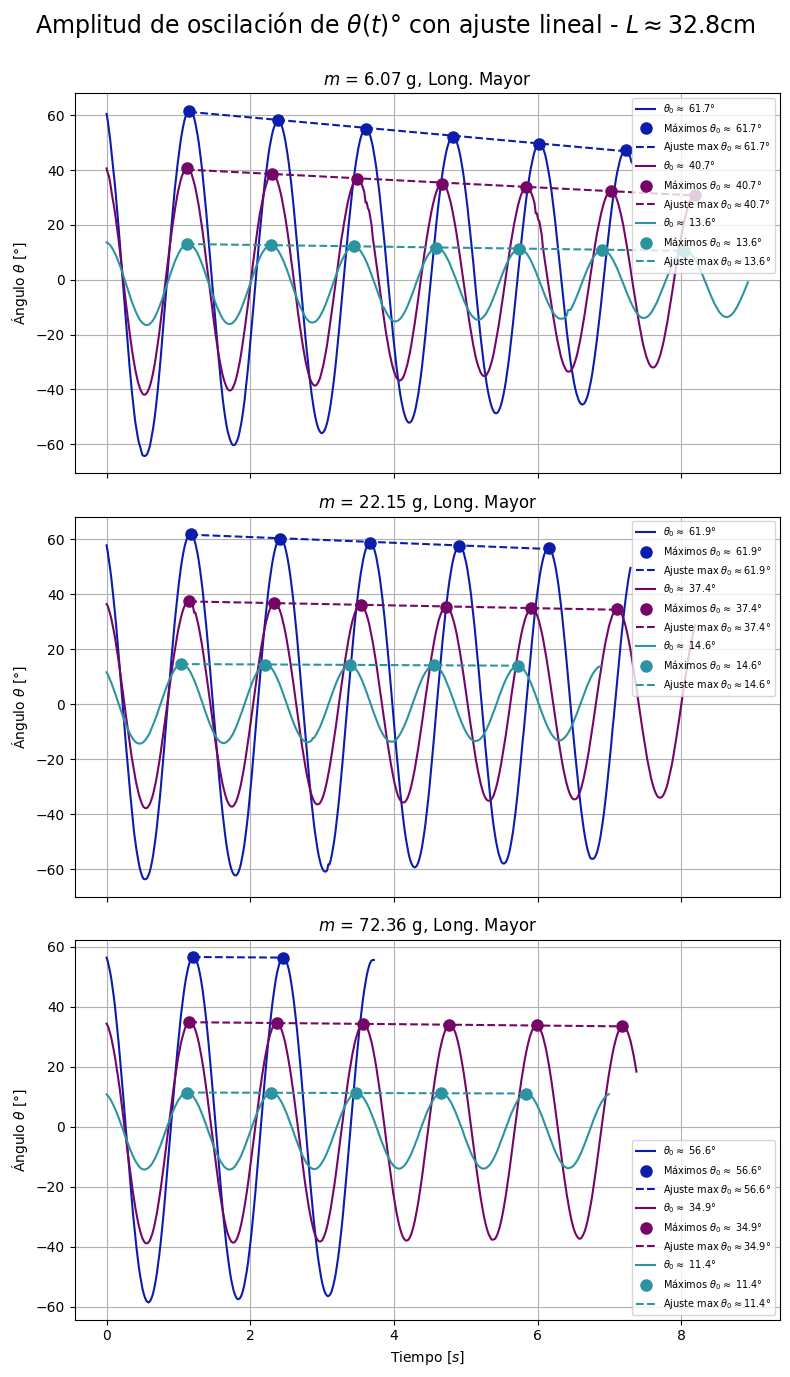 Amplitud de oscilación de θ(t)° con ajuste lineal - L ≈ 32.8cm
m = 6.07 g, Long. Mayor
60
40
20
0
−20
−40
−60
Ángulo θ [°]
θ₀ ≈ 61.7°
Máximos θ₀ ≈ 61.7°
Ajuste max θ₀ ≈ 61.7°
θ₀ ≈ 40.7°
Máximos θ₀ ≈ 40.7°
Ajuste max θ₀ ≈ 40.7°
θ₀ ≈ 13.6°
Máximos θ₀ ≈ 13.6°
Ajuste max θ₀ ≈ 13.6°
m = 22.15 g, Long. Mayor
60
40
20
0
−20
−40
−60
Ángulo θ [°]
θ₀ ≈ 61.9°
Máximos θ₀ ≈ 61.9°
Ajuste max θ₀ ≈ 61.9°
θ₀ ≈ 37.4°
Máximos θ₀ ≈ 37.4°
Ajuste max θ₀ ≈ 37.4°
θ₀ ≈ 14.6°
Máximos θ₀ ≈ 14.6°
Ajuste max θ₀ ≈ 14.6°
m = 72.36 g, Long. Mayor
60
40
20
0
−20
−40
−60
Ángulo θ [°]
θ₀ ≈ 56.6°
Máximos θ₀ ≈ 56.6°
Ajuste max θ₀ ≈ 56.6°
θ₀ ≈ 34.9°
Máximos θ₀ ≈ 34.9°
Ajuste max θ₀ ≈ 34.9°
θ₀ ≈ 11.4°
Máximos θ₀ ≈ 11.4°
Ajuste max θ₀ ≈ 11.4°
0 2 4 6 8
Tiempo [s]